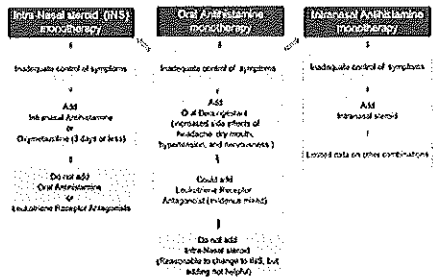 Intra-Nasal steroid (INS)
monotherapy
Inadequate control of symptoms
Add
Intranasal Antihistamine
or
Oxymetazoline (3 days or less)
Do not add
Oral Antihistamine
or
Leukotriene Receptor Antagonists
Oral Antihistamine
monotherapy
Inadequate control of symptoms
Add
Oral Decongestant
(increased side effects of
headache, dry mouth,
hypertension, and nervousness)
Could add
Leukotriene Receptor
Antagonist (evidence mixed)
Do not add
Intra-Nasal steroid
(Reasonable to change to INS, but
adding not helpful)
Intranasal Antihistamine
monotherapy
Inadequate control of symptoms
Add
Intranasal steroid
Limited data on other combinations